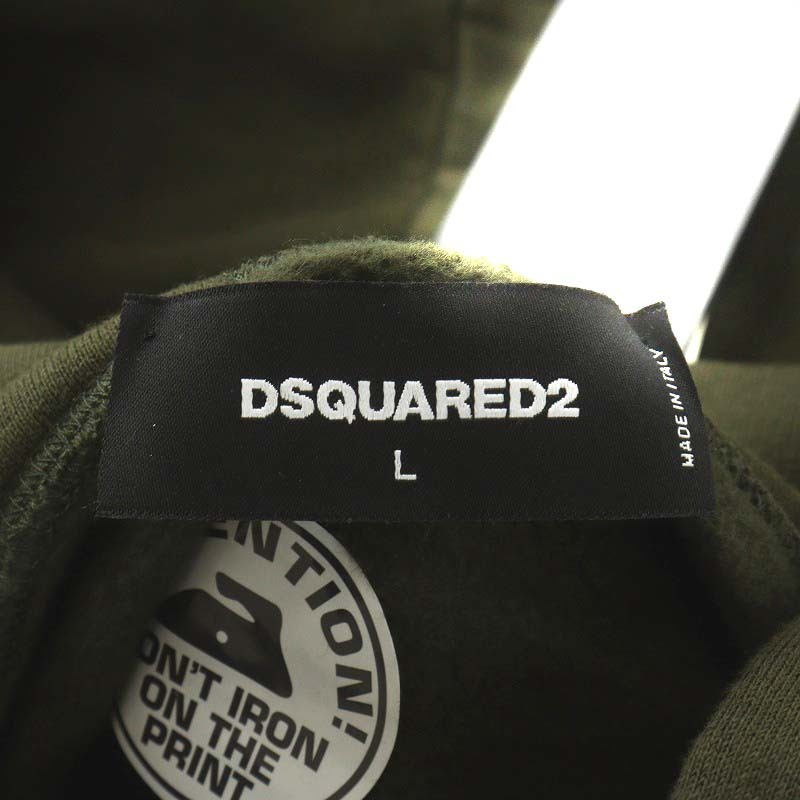 DSQUARED2
L
MADE IN ITALY
ENTION!
ON'T IRON
ON THE
PRINT